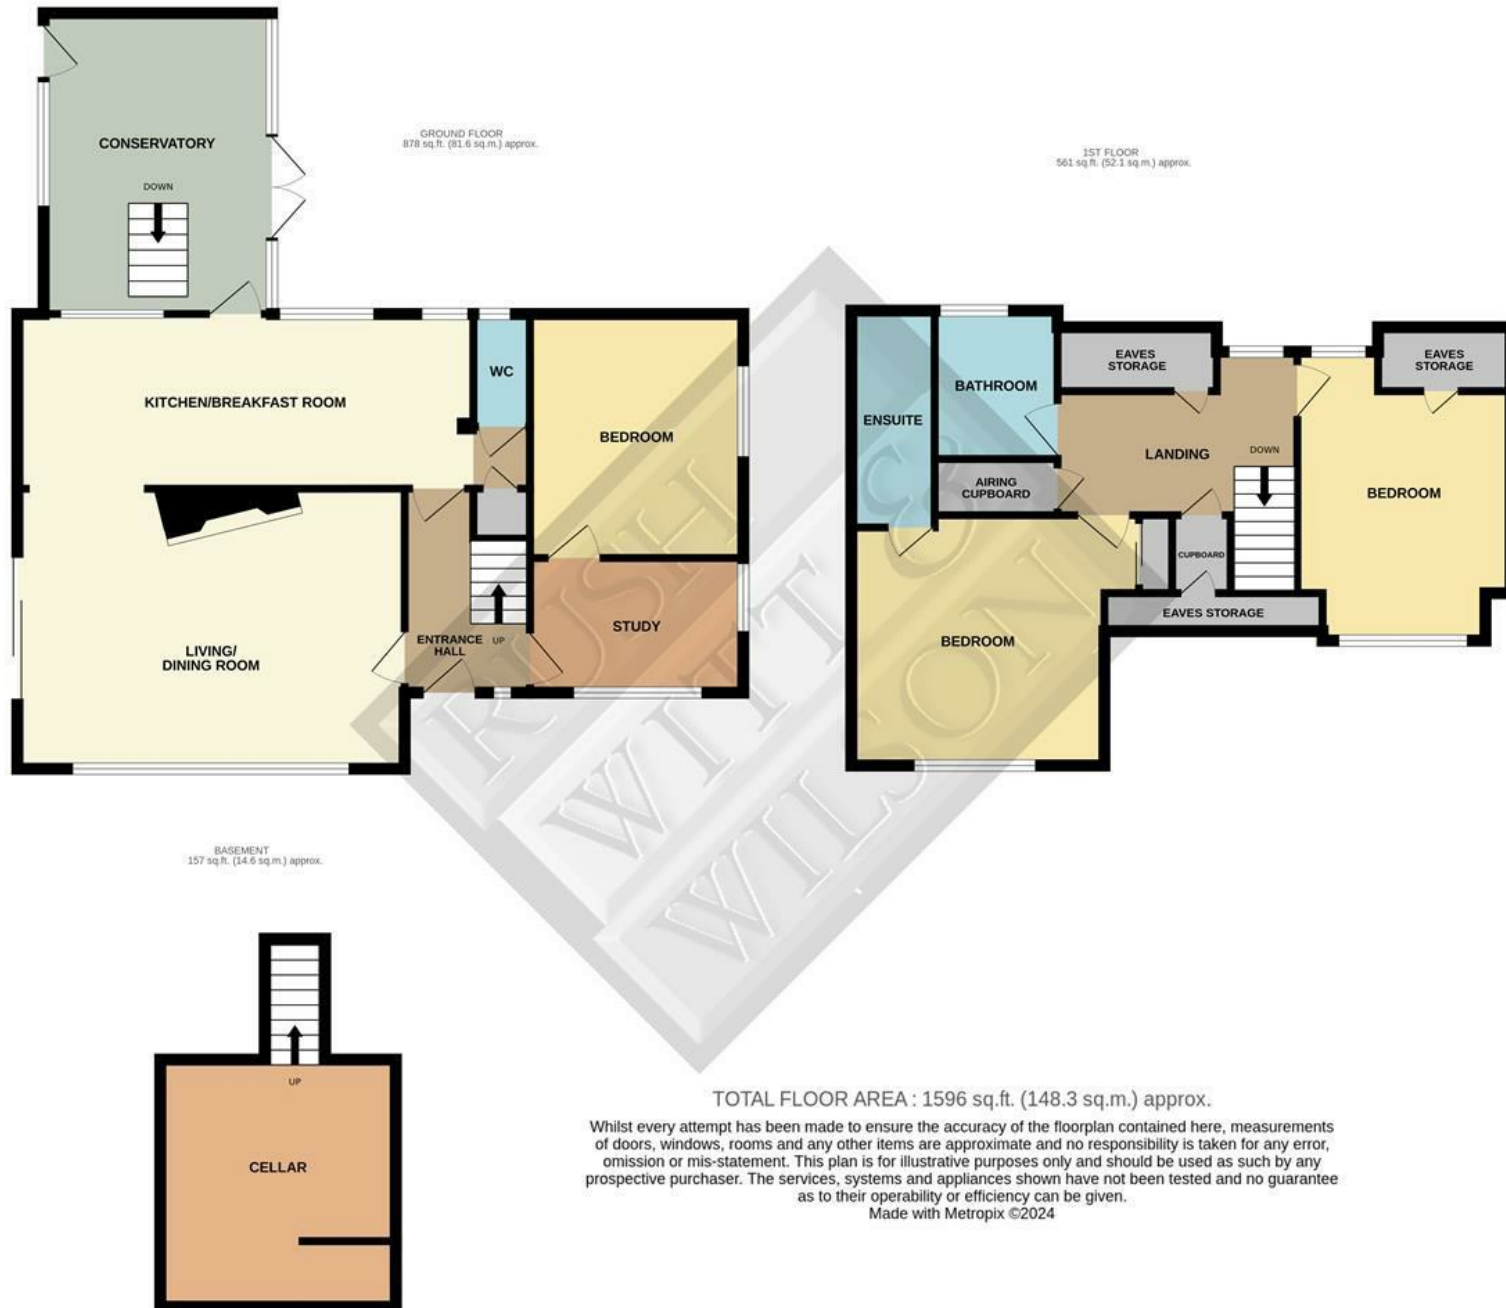 CONSERVATORY
DOWN
GROUND FLOOR
878 sq.ft. (81.6 sq.m.) approx.
KITCHEN/BREAKFAST ROOM
WC
BEDROOM
LIVING/
DINING ROOM
ENTRANCE
HALL
UP
STUDY
1ST FLOOR
561 sq.ft. (52.1 sq.m.) approx.
ENSUITE
BATHROOM
EAVES
STORAGE
EAVES
STORAGE
AIRING
CUPBOARD
LANDING
DOWN
BEDROOM
CUPBOARD
EAVES STORAGE
BEDROOM
RUSH
WITT &
WILSON
BASEMENT
157 sq.ft. (14.6 sq.m.) approx.
UP
CELLAR
TOTAL FLOOR AREA : 1596 sq.ft. (148.3 sq.m.) approx.
Whilst every attempt has been made to ensure the accuracy of the floorplan contained here, measurements
of doors, windows, rooms and any other items are approximate and no responsibility is taken for any error,
omission or mis-statement. This plan is for illustrative purposes only and should be used as such by any
prospective purchaser. The services, systems and appliances shown have not been tested and no guarantee
as to their operability or efficiency can be given.
Made with Metropix ©2024